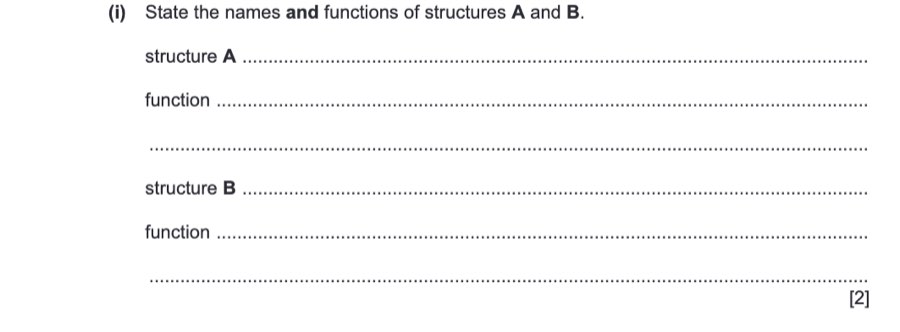 (i) State the names and functions of structures A and B.
structure A ................................................................................
function ................................................................................
................................................................................
structure B ................................................................................
function ................................................................................
................................................................................
[2]